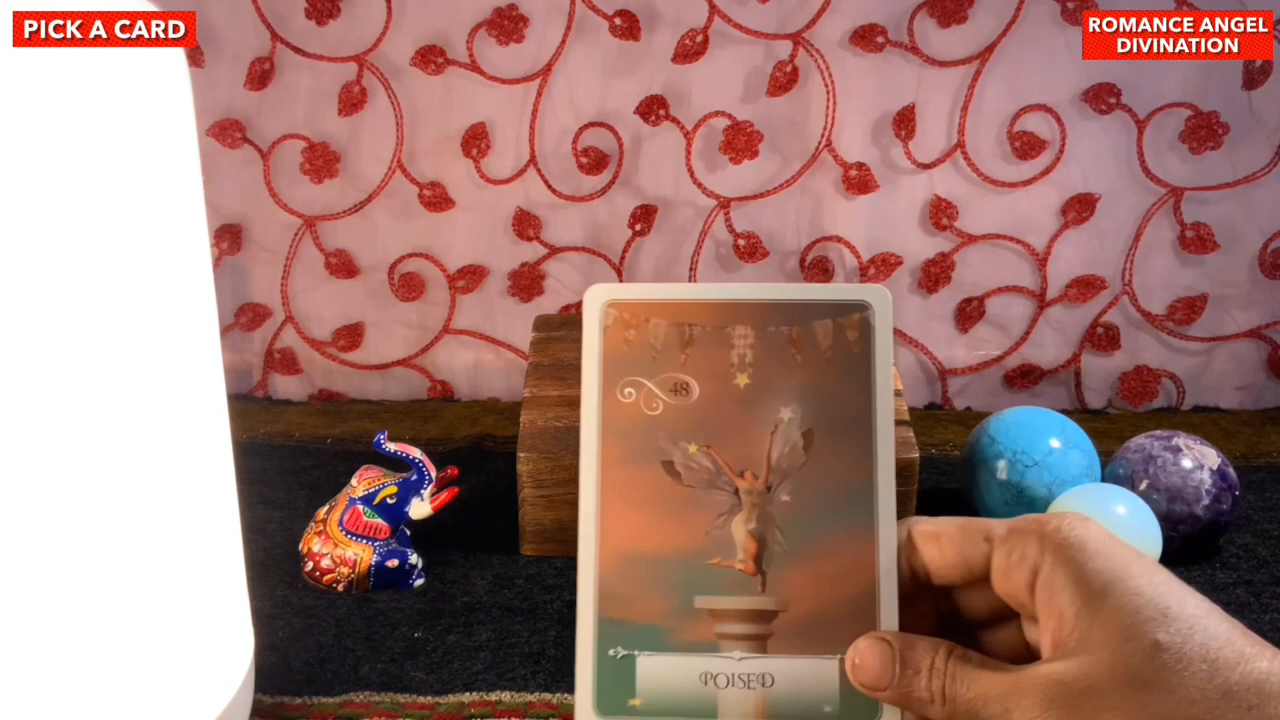 PICK A CARD
ROMANCE ANGEL
DIVINATION
48
POISED